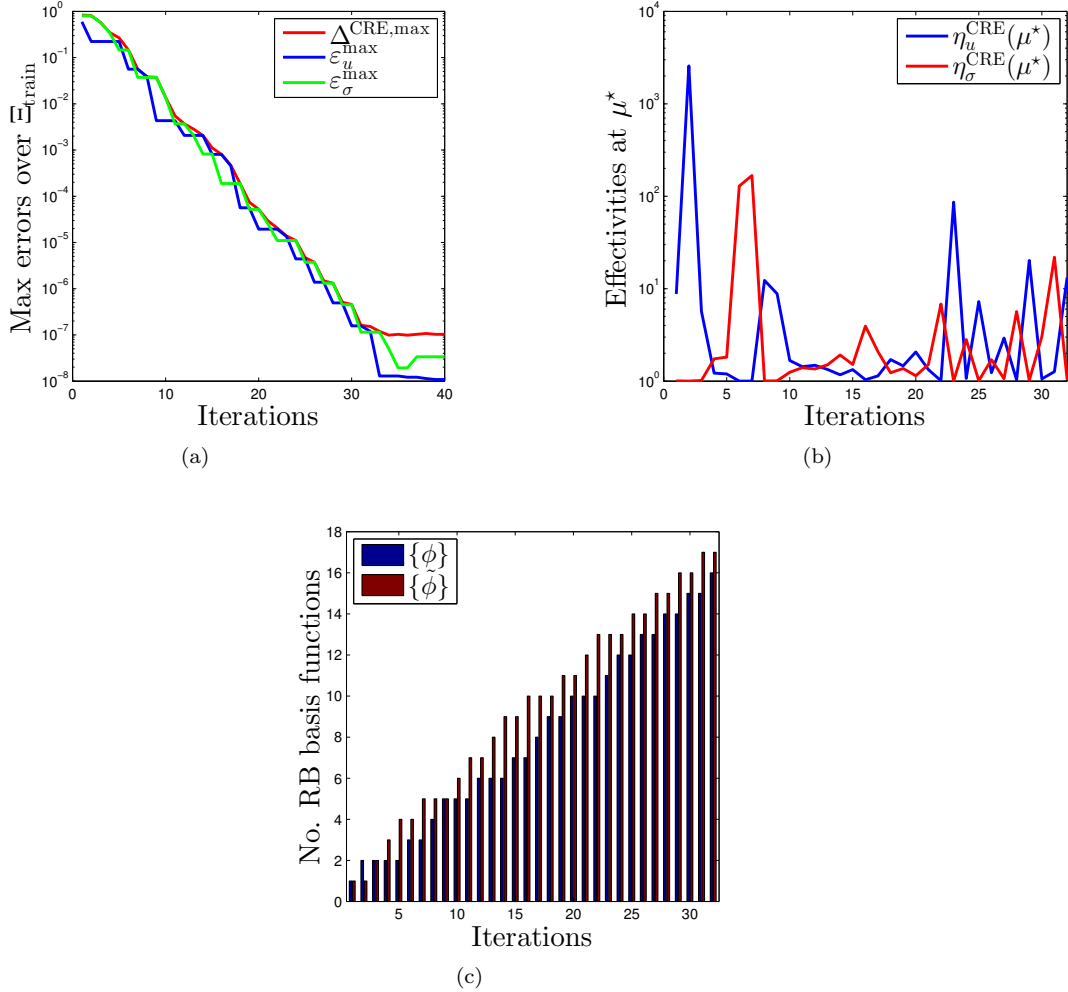 Max errors over Ξ_train
10^0
10^−1
10^−2
10^−3
10^−4
10^−5
10^−6
10^−7
10^−8
0 10 20 30 40
Iterations
Δ^CRE,max
ε_u^max
ε_σ^max
(a)
Effectivities at μ^⋆
10^4
10^3
10^2
10^1
10^0
0 5 10 15 20 25 30
Iterations
η_u^CRE(μ^⋆)
η_σ^CRE(μ^⋆)
(b)
No. RB basis functions
18
16
14
12
10
8
6
4
2
0
5 10 15 20 25 30
Iterations
{ϕ}
{ϕ̃}
(c)